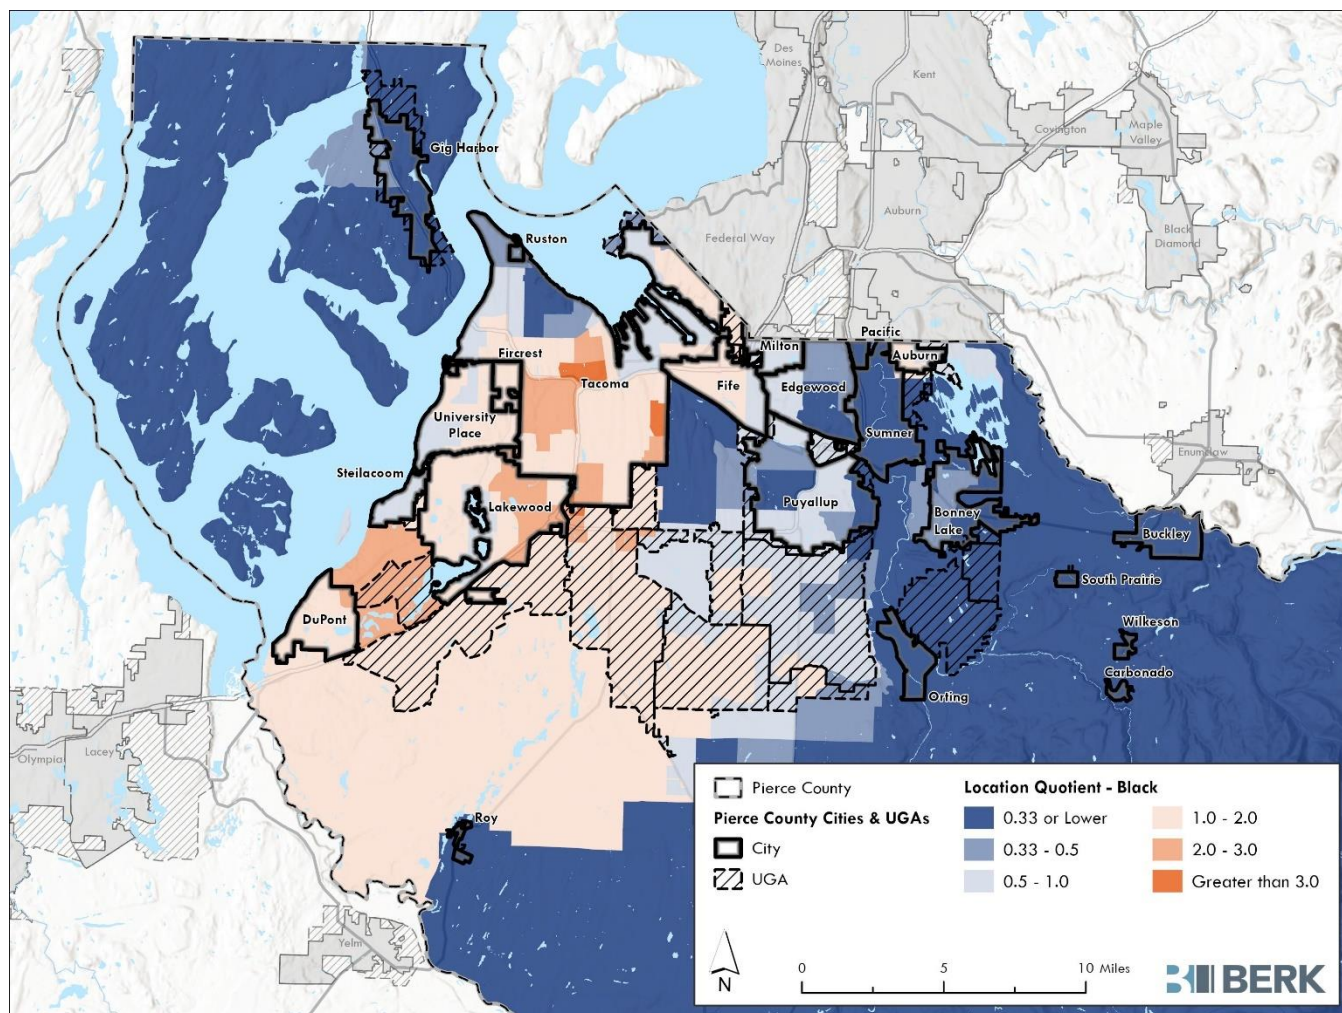 Des
Moines
Kent
Covington
Maple
Valley
Gig Harbor
Auburn
Black
Diamond
Federal Way
Ruston
Pacific
Milton
Auburn
Fircrest
Tacoma
Fife
Edgewood
University
Place
Sumner
Enumclaw
Steilacoom
Lakewood
Puyallup
Bonney
Lake
Buckley
South Prairie
DuPont
Wilkeson
Carbonado
Orting
Lacey
Olympia
Roy
Yelm
Pierce County
Pierce County Cities & UGAs
City
UGA
Location Quotient - Black
0.33 or Lower
0.33 - 0.5
0.5 - 1.0
1.0 - 2.0
2.0 - 3.0
Greater than 3.0
N
0 5 10 Miles
BERK